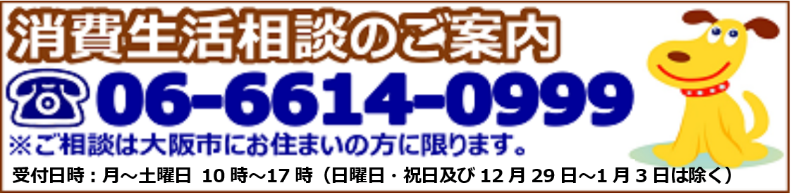 消費生活相談のご案内
06-6614-0999
※ご相談は大阪市にお住まいの方に限ります。
受付日時：月～土曜日 10時～17時（日曜日・祝日及び12月29日～1月3日は除く）